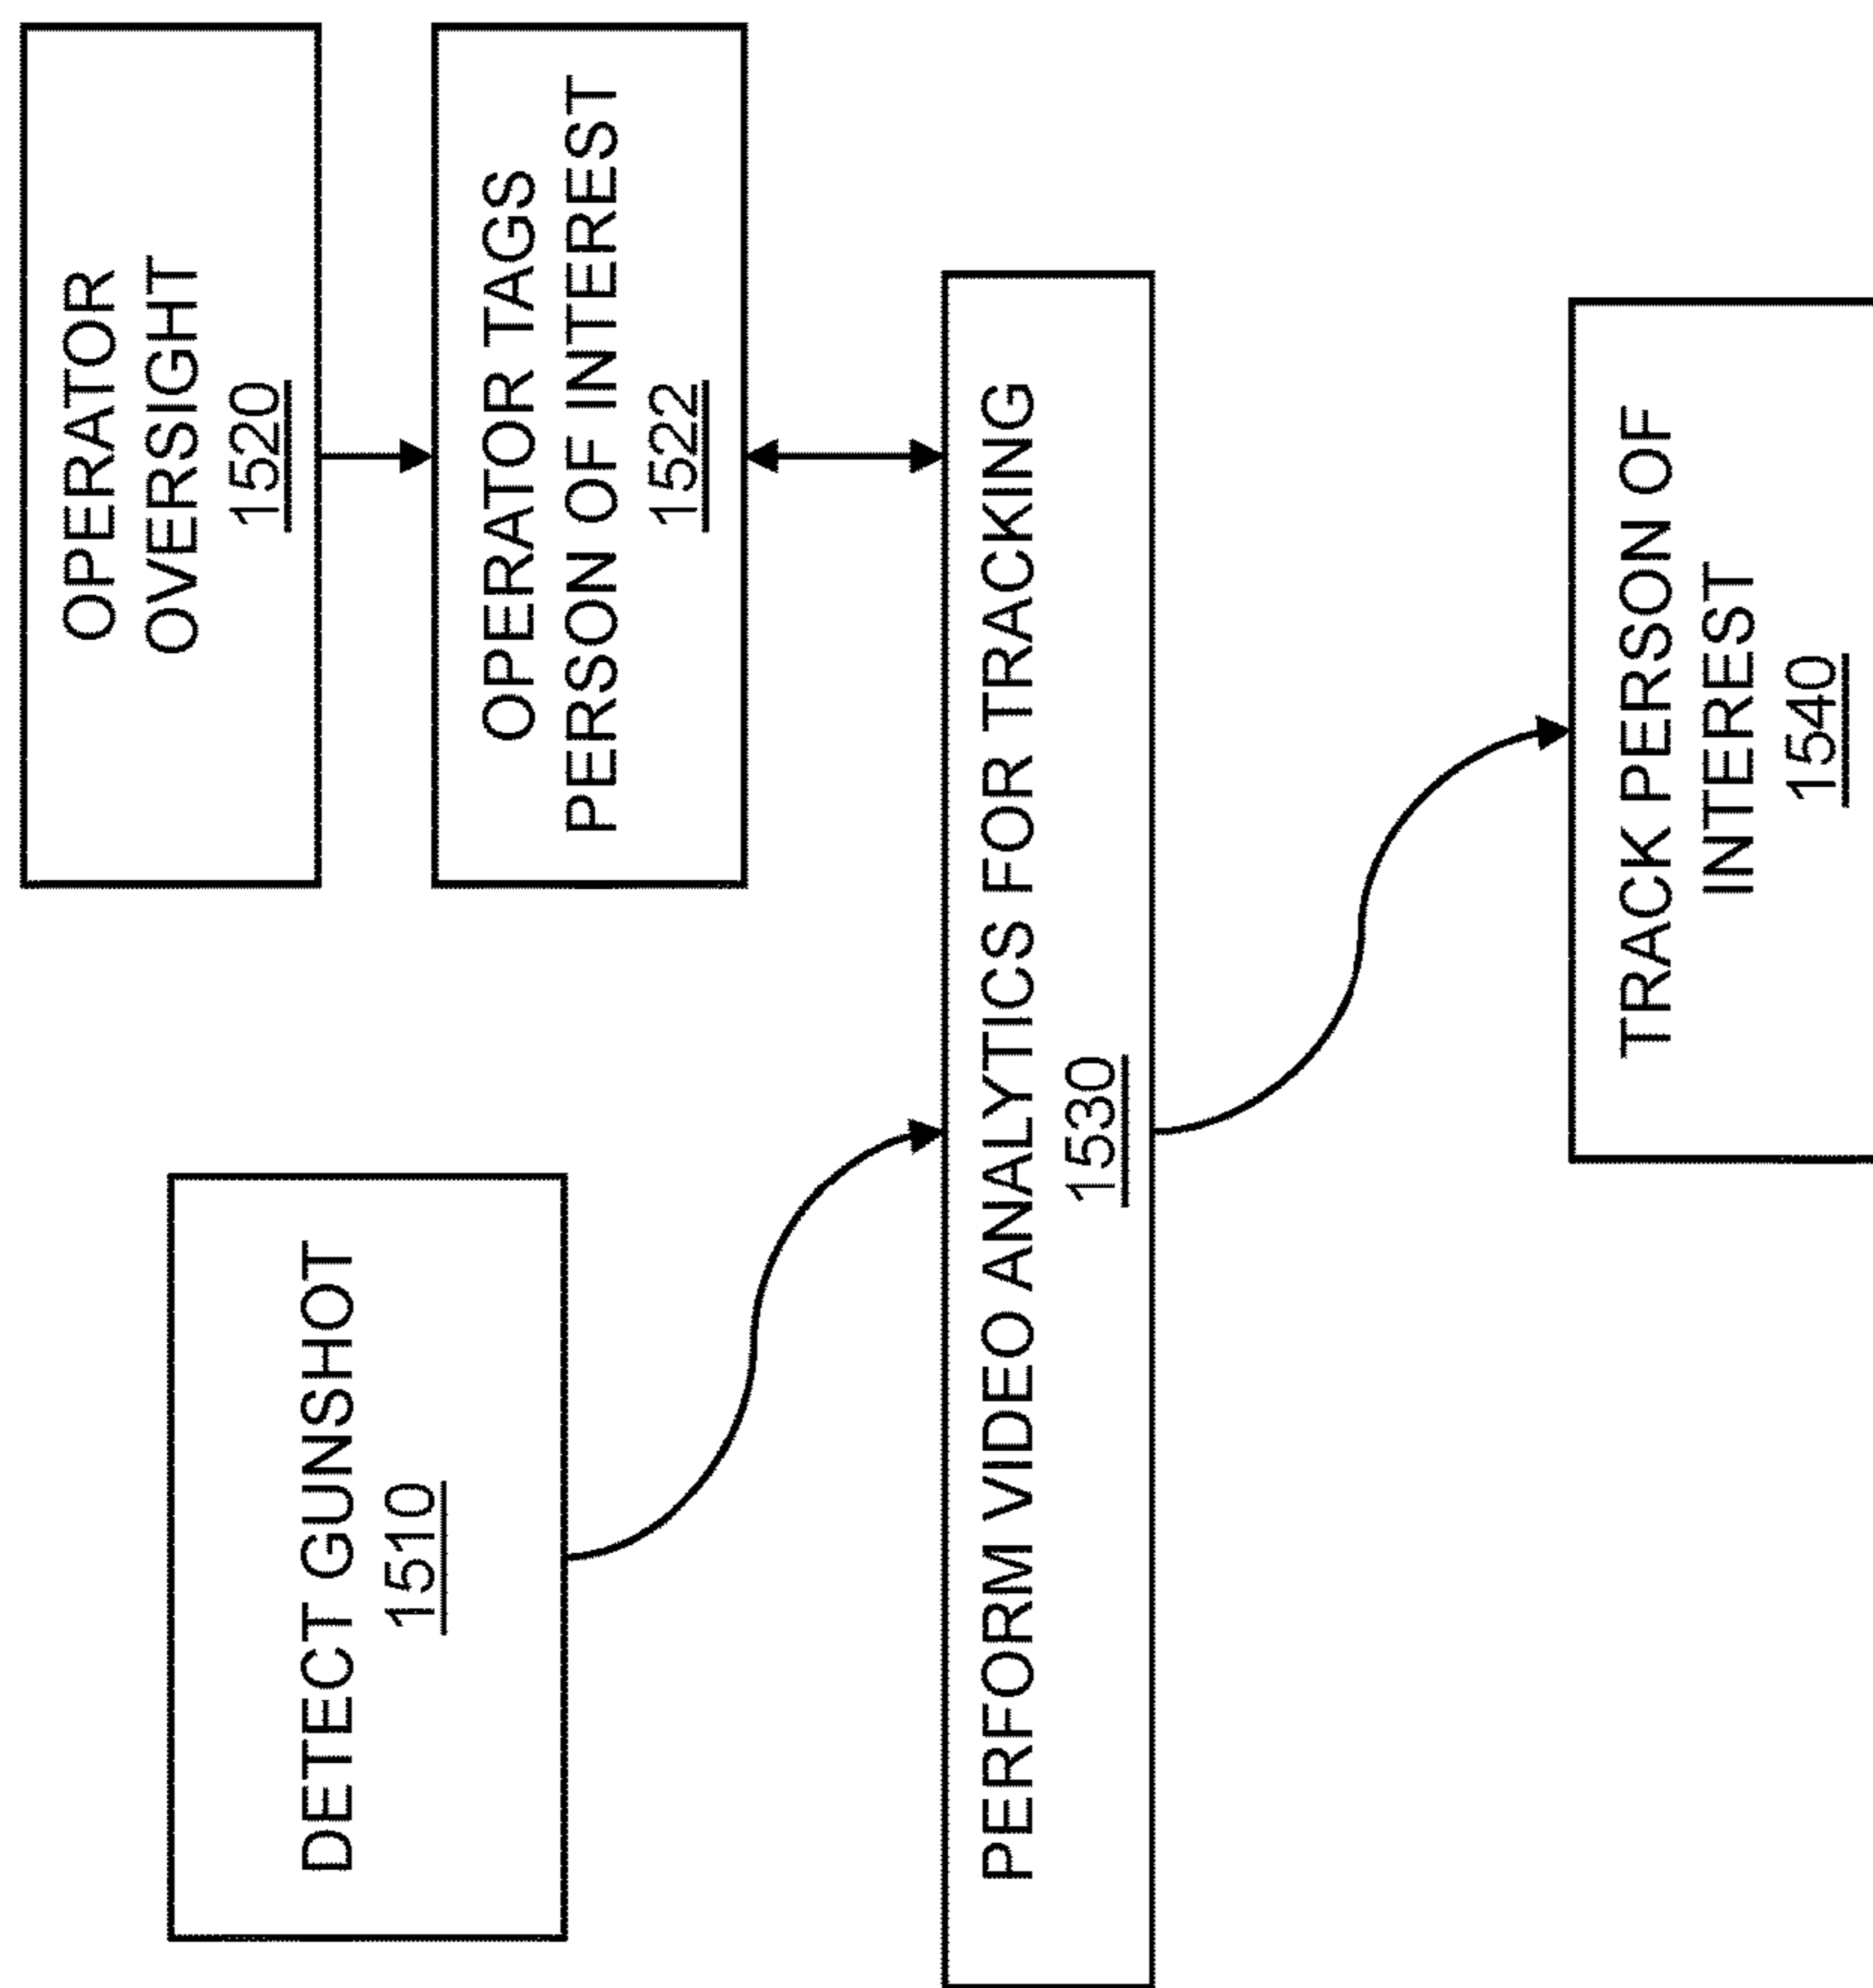 DETECT GUNSHOT
1510
OPERATOR
OVERSIGHT
1520
OPERATOR TAGS
PERSON OF INTEREST
1522
PERFORM VIDEO ANALYTICS FOR TRACKING
1530
TRACK PERSON OF
INTEREST
1540